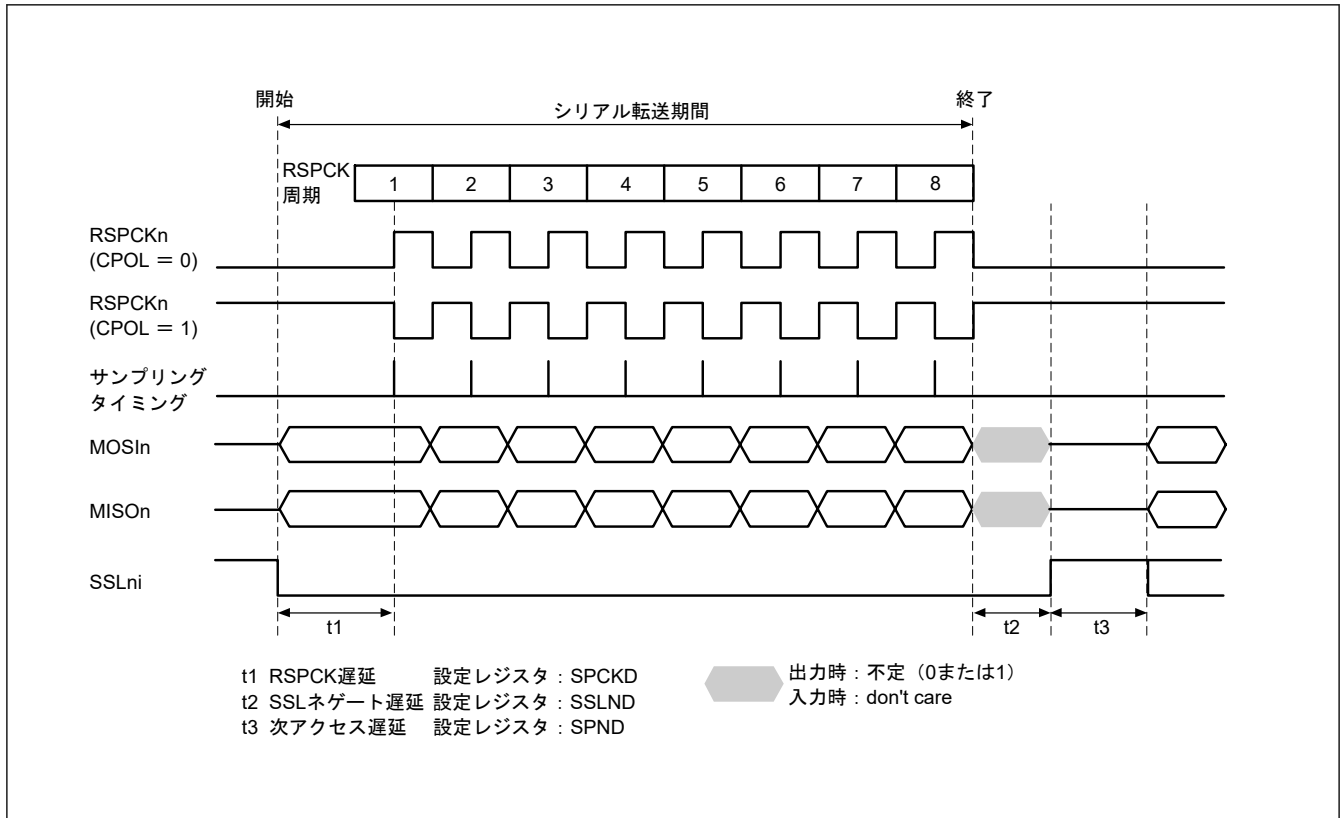 開始
シリアル転送期間
終了
RSPCK
周期
1 2 3 4 5 6 7 8
RSPCKn
(CPOL = 0)
RSPCKn
(CPOL = 1)
サンプリング
タイミング
MOSIn
MISOn
SSLni
t1
t2
t3
t1 RSPCK遅延 設定レジスタ：SPCKD
t2 SSLネゲート遅延 設定レジスタ：SSLND
t3 次アクセス遅延 設定レジスタ：SPND
出力時：不定（0または1）
入力時：don't care